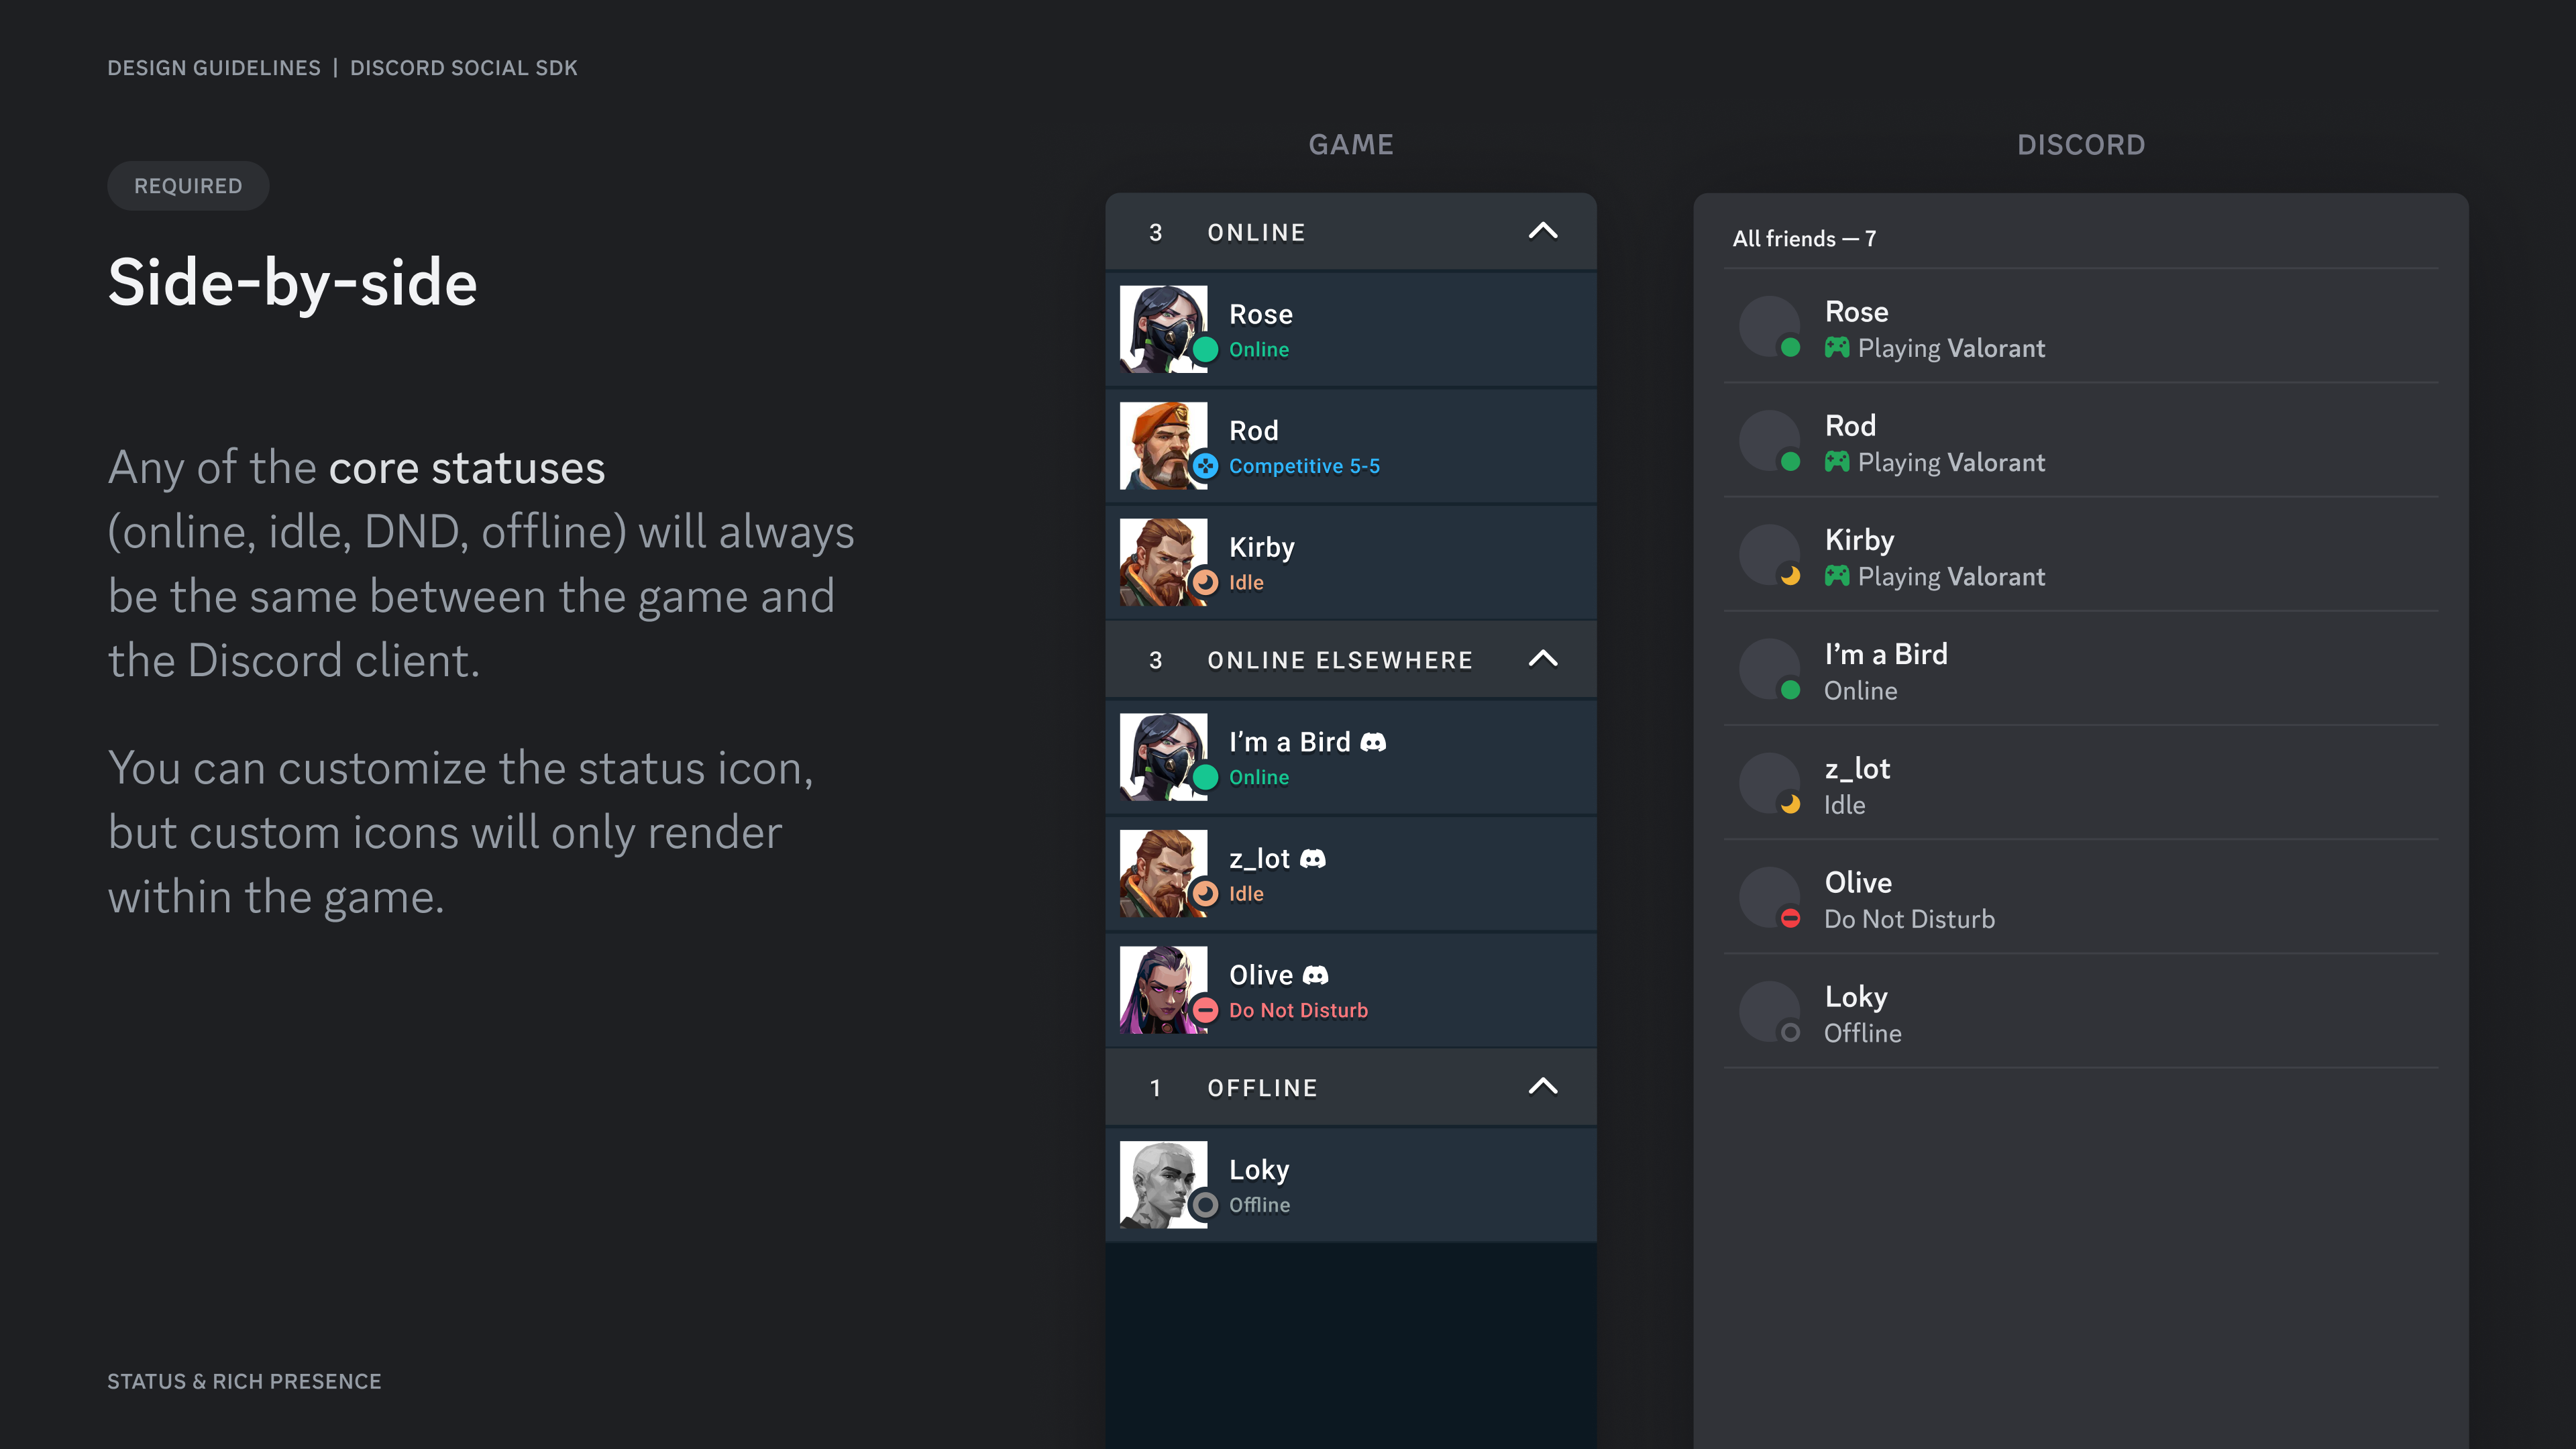 DESIGN GUIDELINES | DISCORD SOCIAL SDK
REQUIRED
Side-by-side
Any of the core statuses
(online, idle, DND, offline) will always
be the same between the game and
the Discord client.
You can customize the status icon,
but custom icons will only render
within the game.
STATUS & RICH PRESENCE
GAME
3 ONLINE
Rose
Online
Rod
Competitive 5-5
Kirby
Idle
3 ONLINE ELSEWHERE
I’m a Bird
Online
z_lot
Idle
Olive
Do Not Disturb
1 OFFLINE
Loky
Offline
DISCORD
All friends — 7
Rose
Playing Valorant
Rod
Playing Valorant
Kirby
Playing Valorant
I’m a Bird
Online
z_lot
Idle
Olive
Do Not Disturb
Loky
Offline